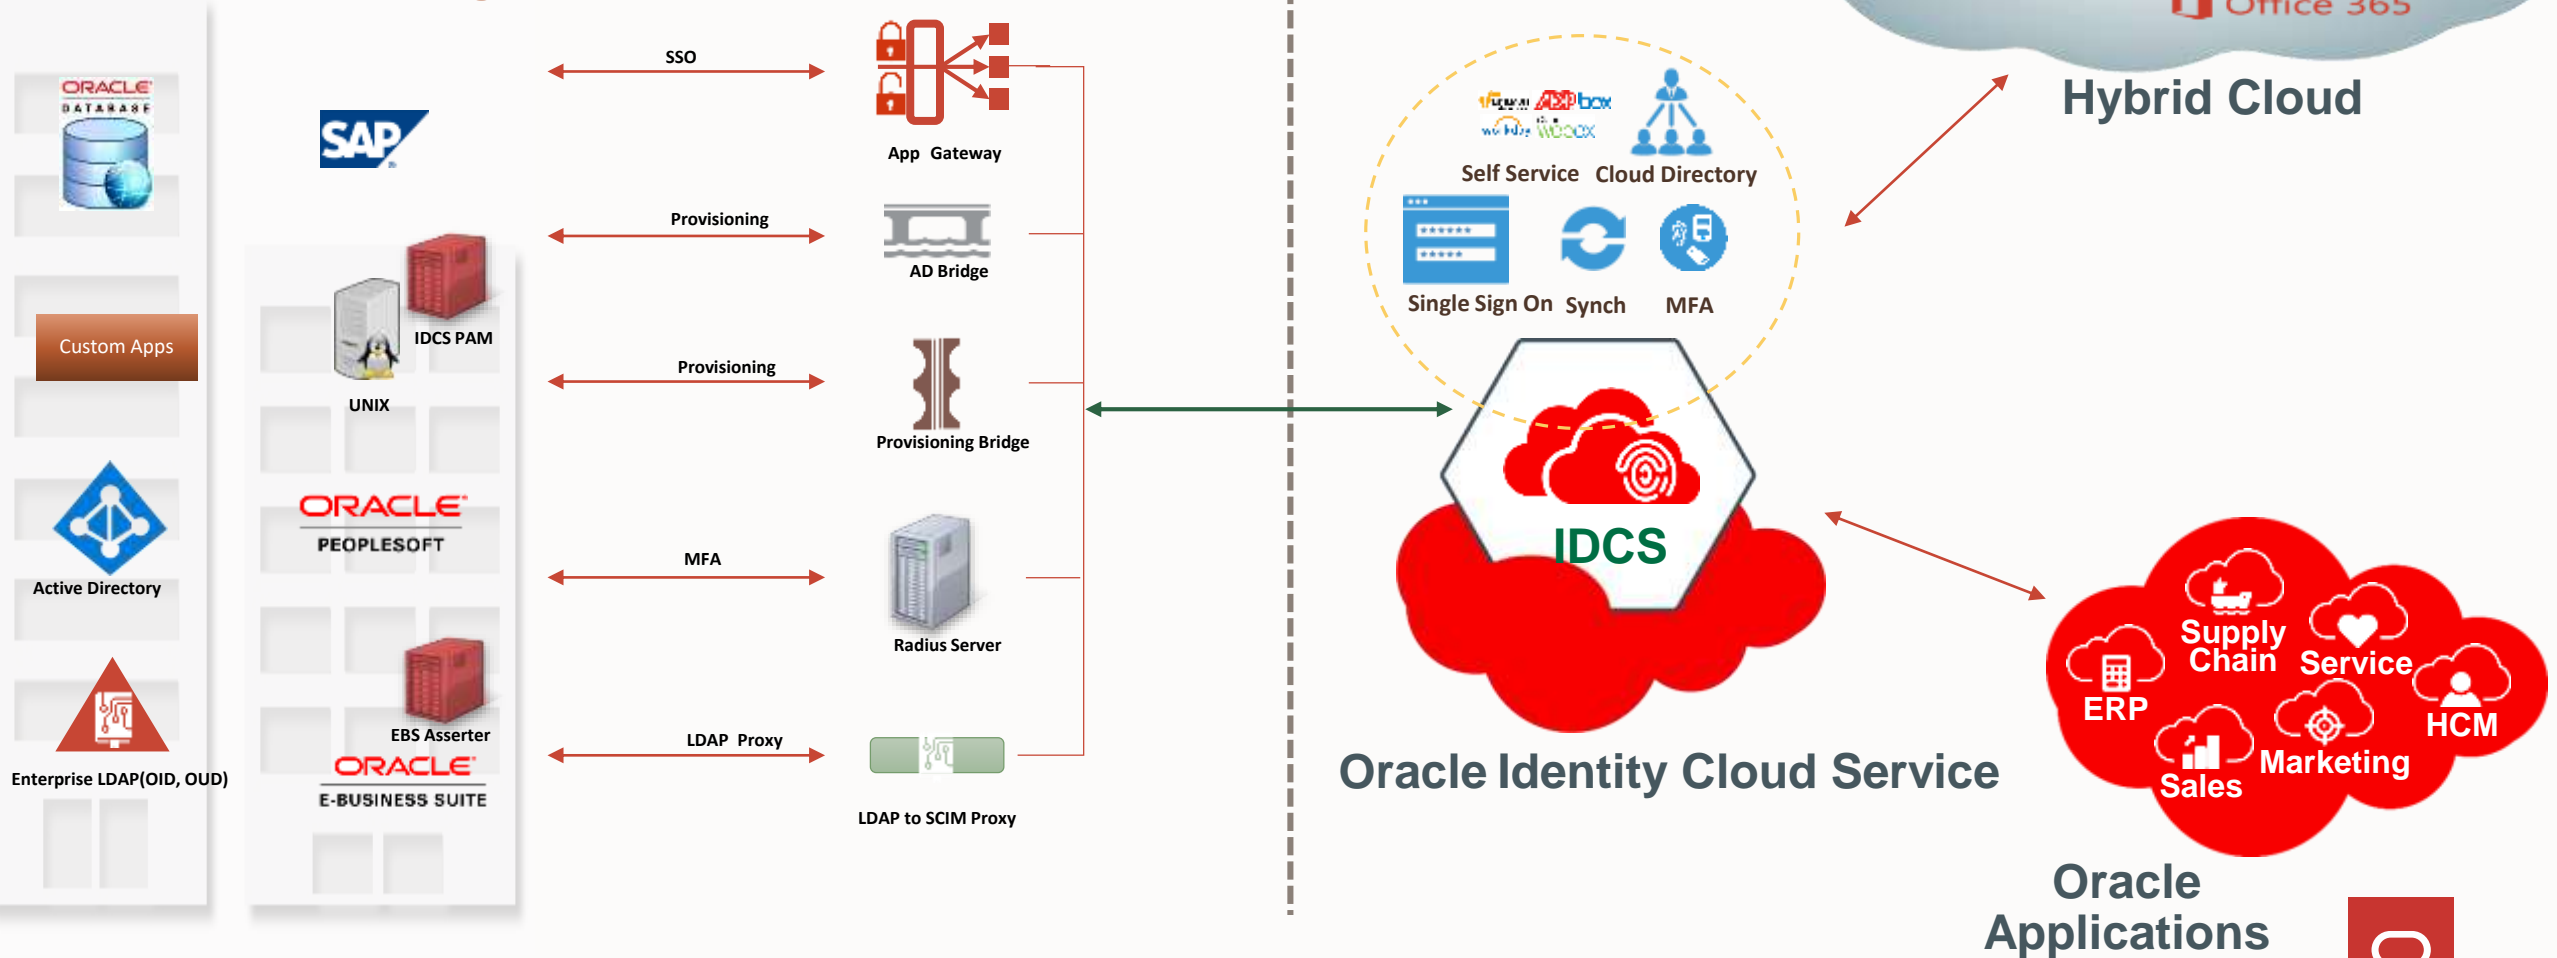 Office 365
Hybrid Cloud
ORACLE
DATABASE
SAP
Custom Apps
Active Directory
Enterprise LDAP(OID, OUD)
IDCS PAM
UNIX
ORACLE
PEOPLESOFT
EBS Asserter
ORACLE
E-BUSINESS SUITE
SSO
App Gateway
Provisioning
AD Bridge
Provisioning
Provisioning Bridge
MFA
Radius Server
LDAP Proxy
LDAP to SCIM Proxy
ADP box
workday
Self Service Cloud Directory
******
*****
Single Sign On Synch MFA
IDCS
Oracle Identity Cloud Service
Supply
Chain
Service
ERP
HCM
Marketing
Sales
Oracle
Applications